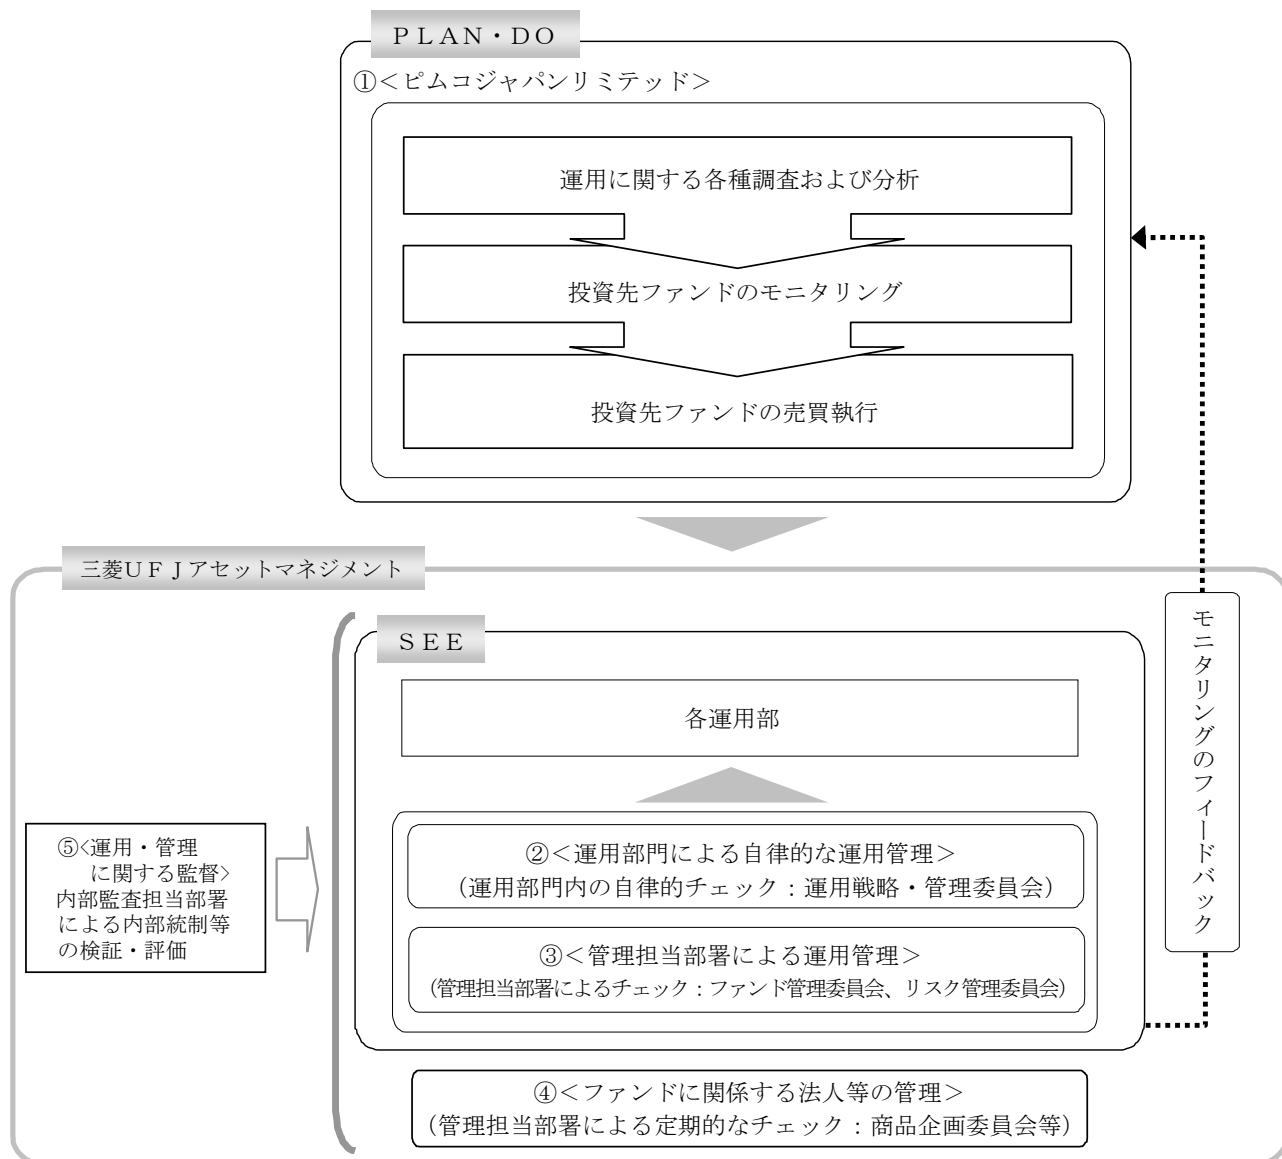 ＰＬＡＮ・ＤＯ
①＜ピムコジャパンリミテッド＞
運用に関する各種調査および分析
投資先ファンドのモニタリング
投資先ファンドの売買執行
三菱ＵＦＪアセットマネジメント
ＳＥＥ
各運用部
②＜運用部門による自律的な運用管理＞
（運用部門内の自律的チェック：運用戦略・管理委員会）
③＜管理担当部署による運用管理＞
（管理担当部署によるチェック：ファンド管理委員会、リスク管理委員会）
④＜ファンドに関係する法人等の管理＞
（管理担当部署による定期的なチェック：商品企画委員会等）
⑤<運用・管理
に関する監督>
内部監査担当部署
による内部統制等
の検証・評価
モニタリングのフィードバック